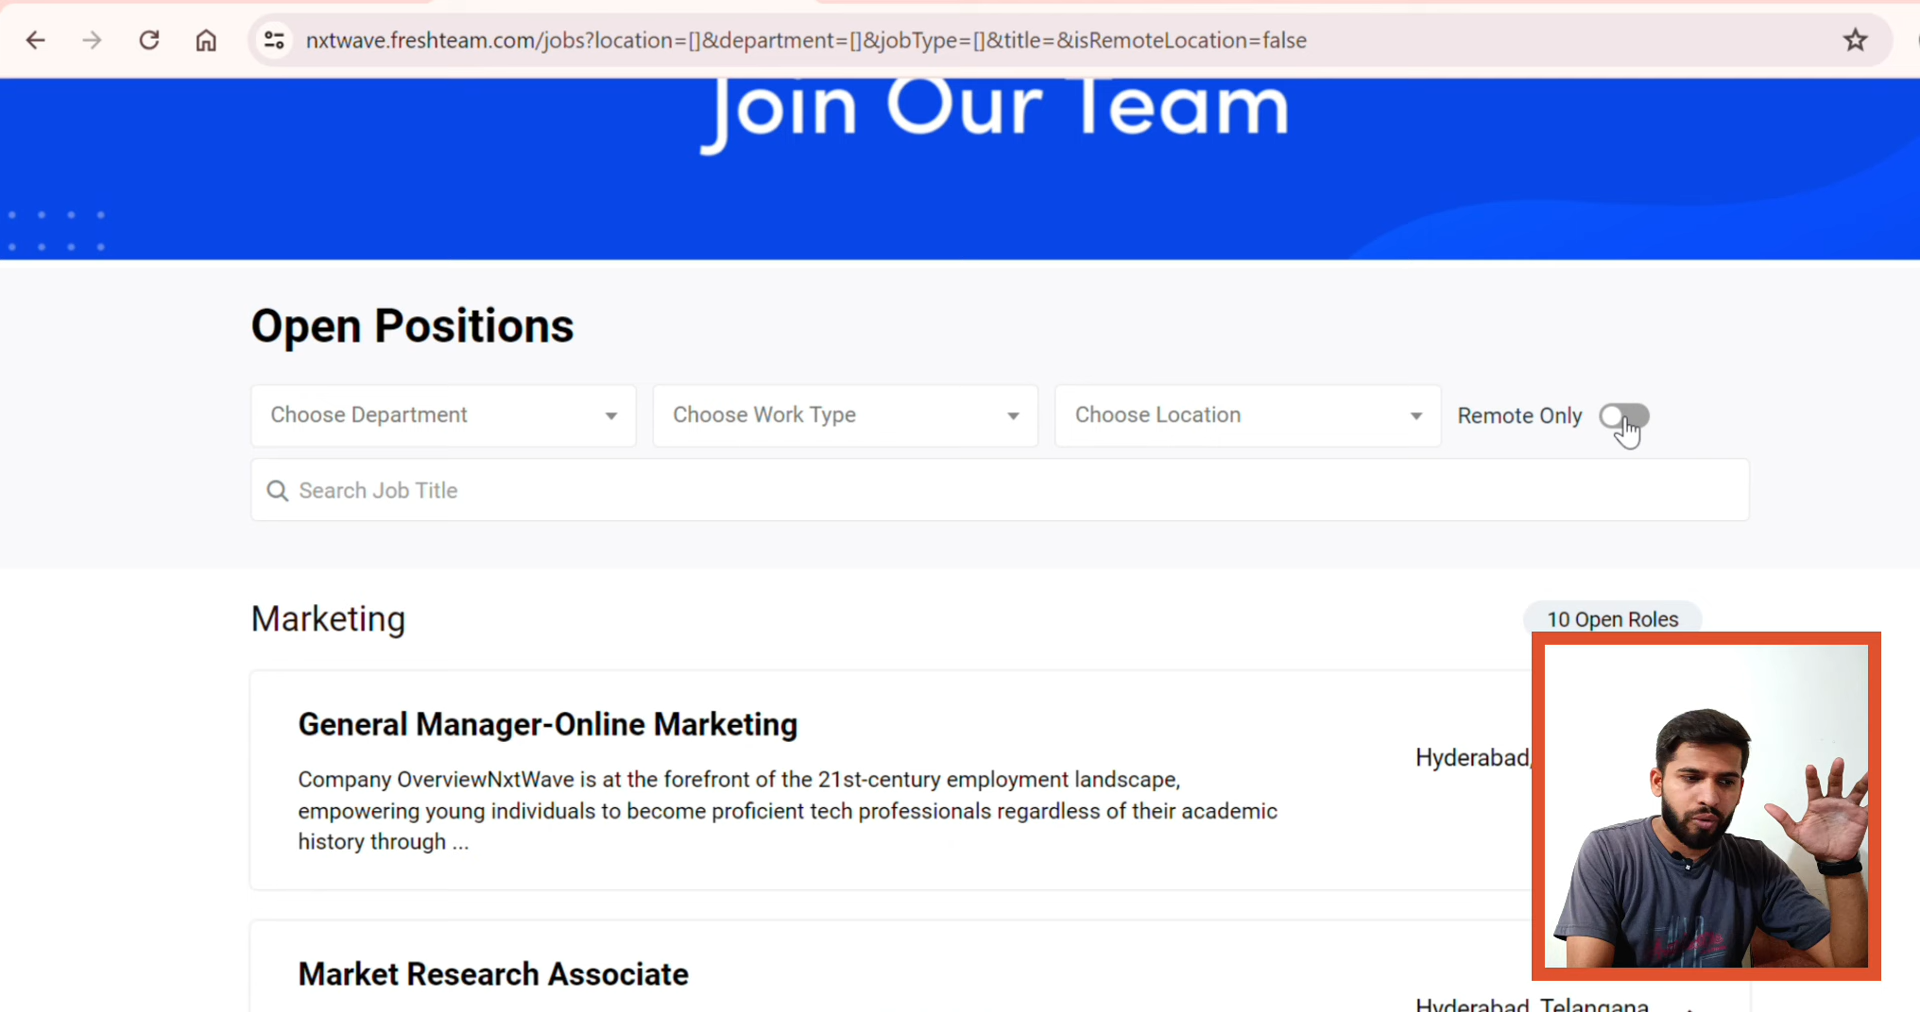 nxtwave.freshteam.com/jobs?location=[]&department=[]&jobType=[]&title=&isRemoteLocation=false
Join Our Team
Open Positions
Choose Department
Choose Work Type
Choose Location
Remote Only
Search Job Title
Marketing
10 Open Roles
General Manager-Online Marketing
Company OverviewNxtWave is at the forefront of the 21st-century employment landscape,
empowering young individuals to become proficient tech professionals regardless of their academic
history through ...
Hyderabad,
Market Research Associate
Hyderabad, Telangana